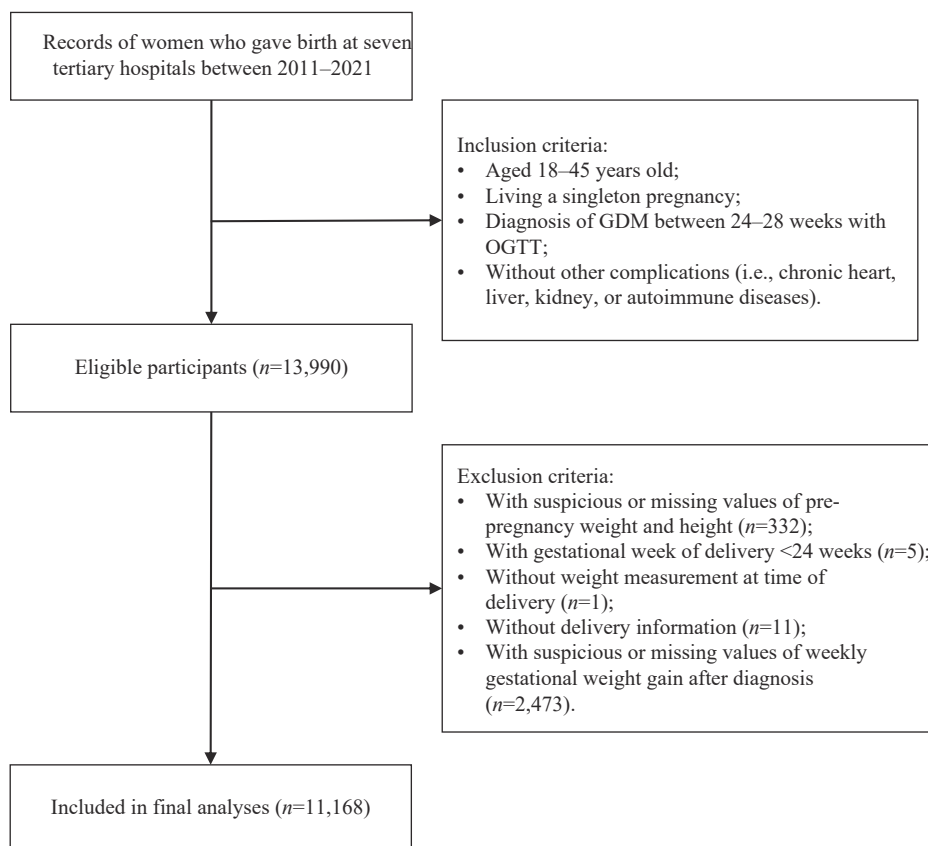 Records of women who gave birth at seven
tertiary hospitals between 2011–2021
Inclusion criteria:
• Aged 18–45 years old;
• Living a singleton pregnancy;
• Diagnosis of GDM between 24–28 weeks with
OGTT;
• Without other complications (i.e., chronic heart,
liver, kidney, or autoimmune diseases).
Eligible participants (n=13,990)
Exclusion criteria:
• With suspicious or missing values of pre-
pregnancy weight and height (n=332);
• With gestational week of delivery <24 weeks (n=5);
• Without weight measurement at time of
delivery (n=1);
• Without delivery information (n=11);
• With suspicious or missing values of weekly
gestational weight gain after diagnosis
(n=2,473).
Included in final analyses (n=11,168)